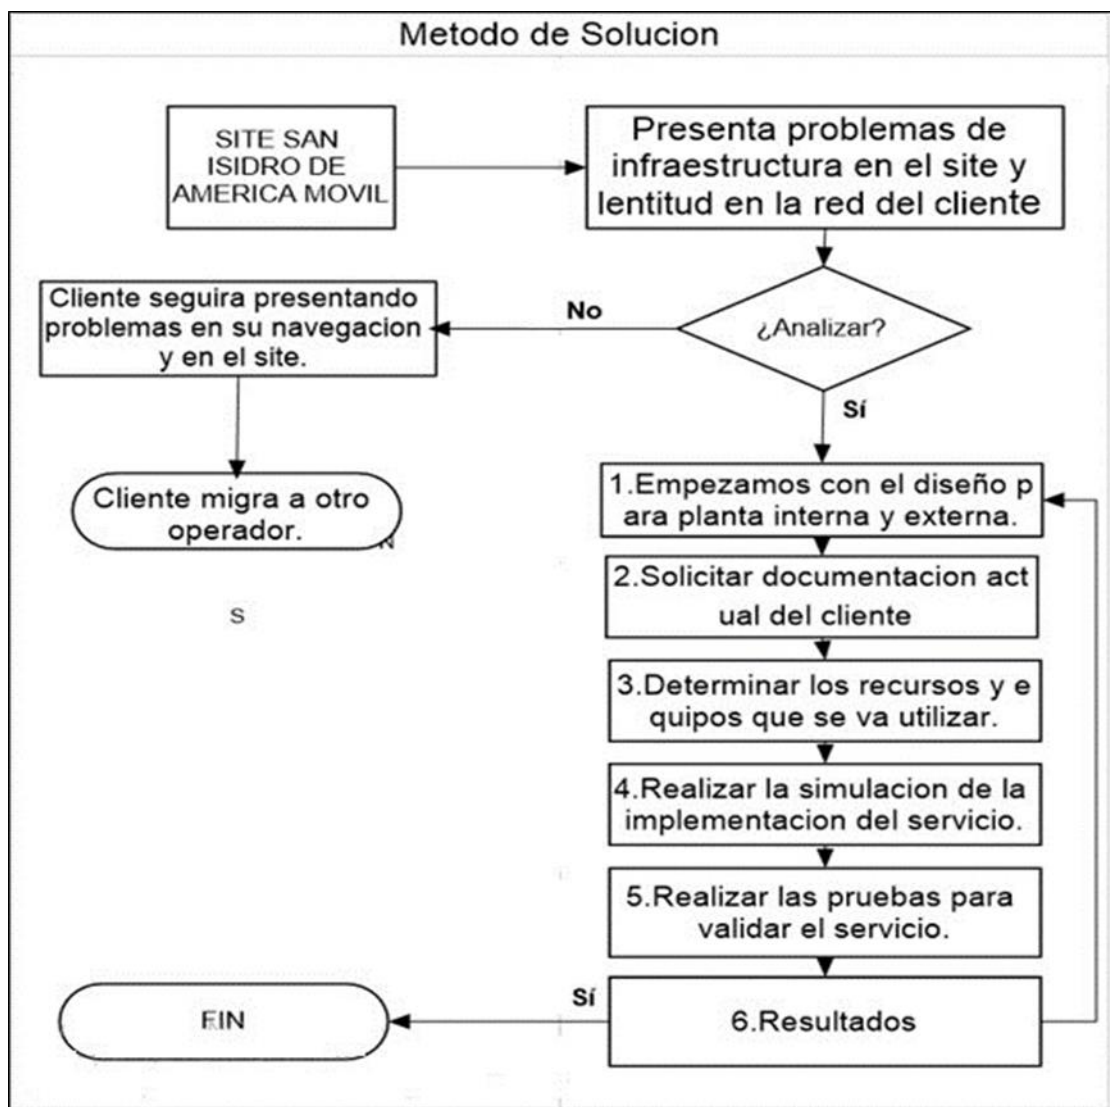 Metodo de Solucion
SITE SAN
ISIDRO DE
AMERICA MOVIL
Presenta problemas de
infraestructura en el site y
lentitud en la red del cliente
¿Analizar?
No
Cliente seguira presentando
problemas en su navegacion
y en el site.
Cliente migra a otro
operador.
N
S
Sí
1.Empezamos con el diseño p
ara planta interna y externa.
2.Solicitar documentacion act
ual del cliente
3.Determinar los recursos y e
quipos que se va utilizar.
4.Realizar la simulacion de la
implementacion del servicio.
5.Realizar las pruebas para
validar el servicio.
6.Resultados
Sí
FIN